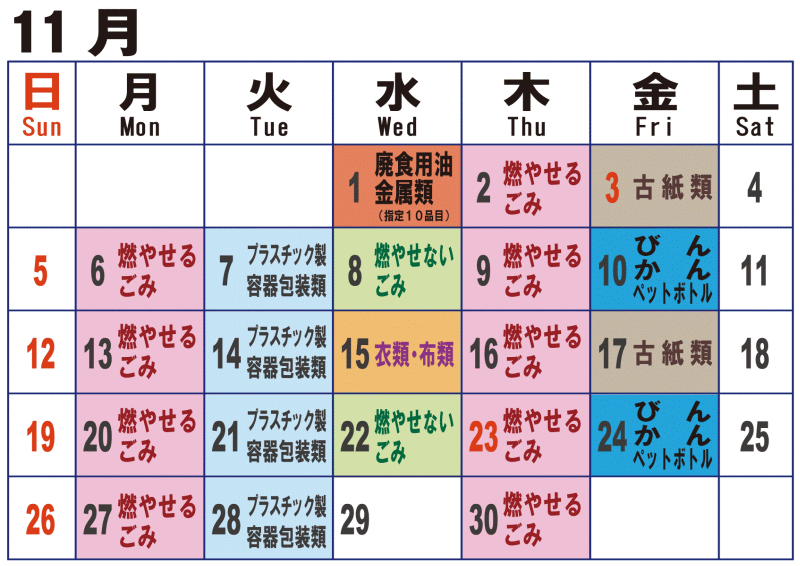 11 月
日 月 火 水 木 金 土
Sun Mon Tue Wed Thu Fri Sat
1 廃食用油
金属類
（指定１０品目）
2 燃やせる
ごみ
3 古紙類
4
5
6 燃やせる
ごみ
7 プラスチック製
容器包装類
8 燃やせない
ごみ
9 燃やせる
ごみ
10 びん
かん
ペットボトル
11
12
13 燃やせる
ごみ
14 プラスチック製
容器包装類
15 衣類・布類
16 燃やせる
ごみ
17 古紙類
18
19
20 燃やせる
ごみ
21 プラスチック製
容器包装類
22 燃やせない
ごみ
23 燃やせる
ごみ
24 びん
かん
ペットボトル
25
26
27 燃やせる
ごみ
28 プラスチック製
容器包装類
29
30 燃やせる
ごみ